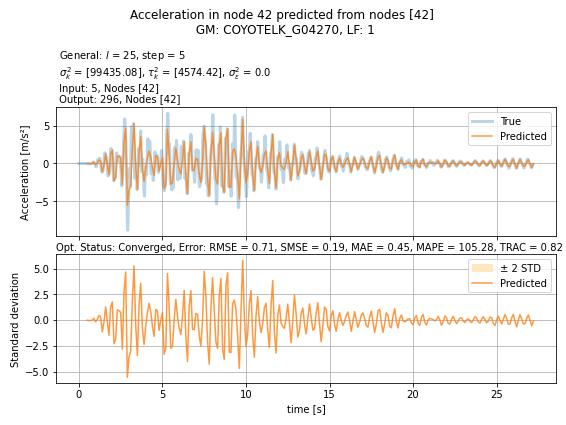 Acceleration in node 42 predicted from nodes [42]
GM: COYOTELK_G04270, LF: 1
General: l = 25, step = 5
σ²ₖ = [99435.08], τ²ₖ = [4574.42], σ²ε = 0.0
Input: 5, Nodes [42]
Output: 296, Nodes [42]
True
Predicted
5
0
−5
Acceleration [m/s²]
Opt. Status: Converged, Error: RMSE = 0.71, SMSE = 0.19, MAE = 0.45, MAPE = 105.28, TRAC = 0.82
± 2 STD
Predicted
5.0
2.5
0.0
−2.5
−5.0
Standard deviation
0 5 10 15 20 25
time [s]